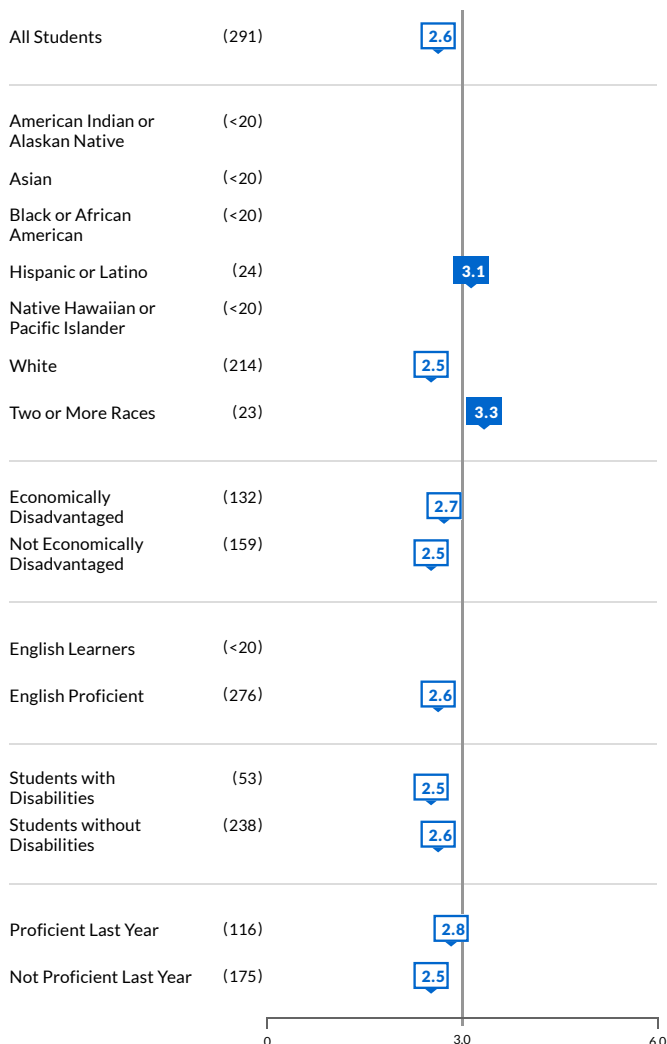 All Students (291) 2.6
American Indian or (<20)
Alaskan Native
Asian (<20)
Black or African (<20)
American
Hispanic or Latino (24) 3.1
Native Hawaiian or (<20)
Pacific Islander
White (214) 2.5
Two or More Races (23) 3.3
Economically (132) 2.7
Disadvantaged
Not Economically (159) 2.5
Disadvantaged
English Learners (<20)
English Proficient (276) 2.6
Students with (53) 2.5
Disabilities
Students without (238) 2.6
Disabilities
Proficient Last Year (116) 2.8
Not Proficient Last Year (175) 2.5
0 3.0 6.0